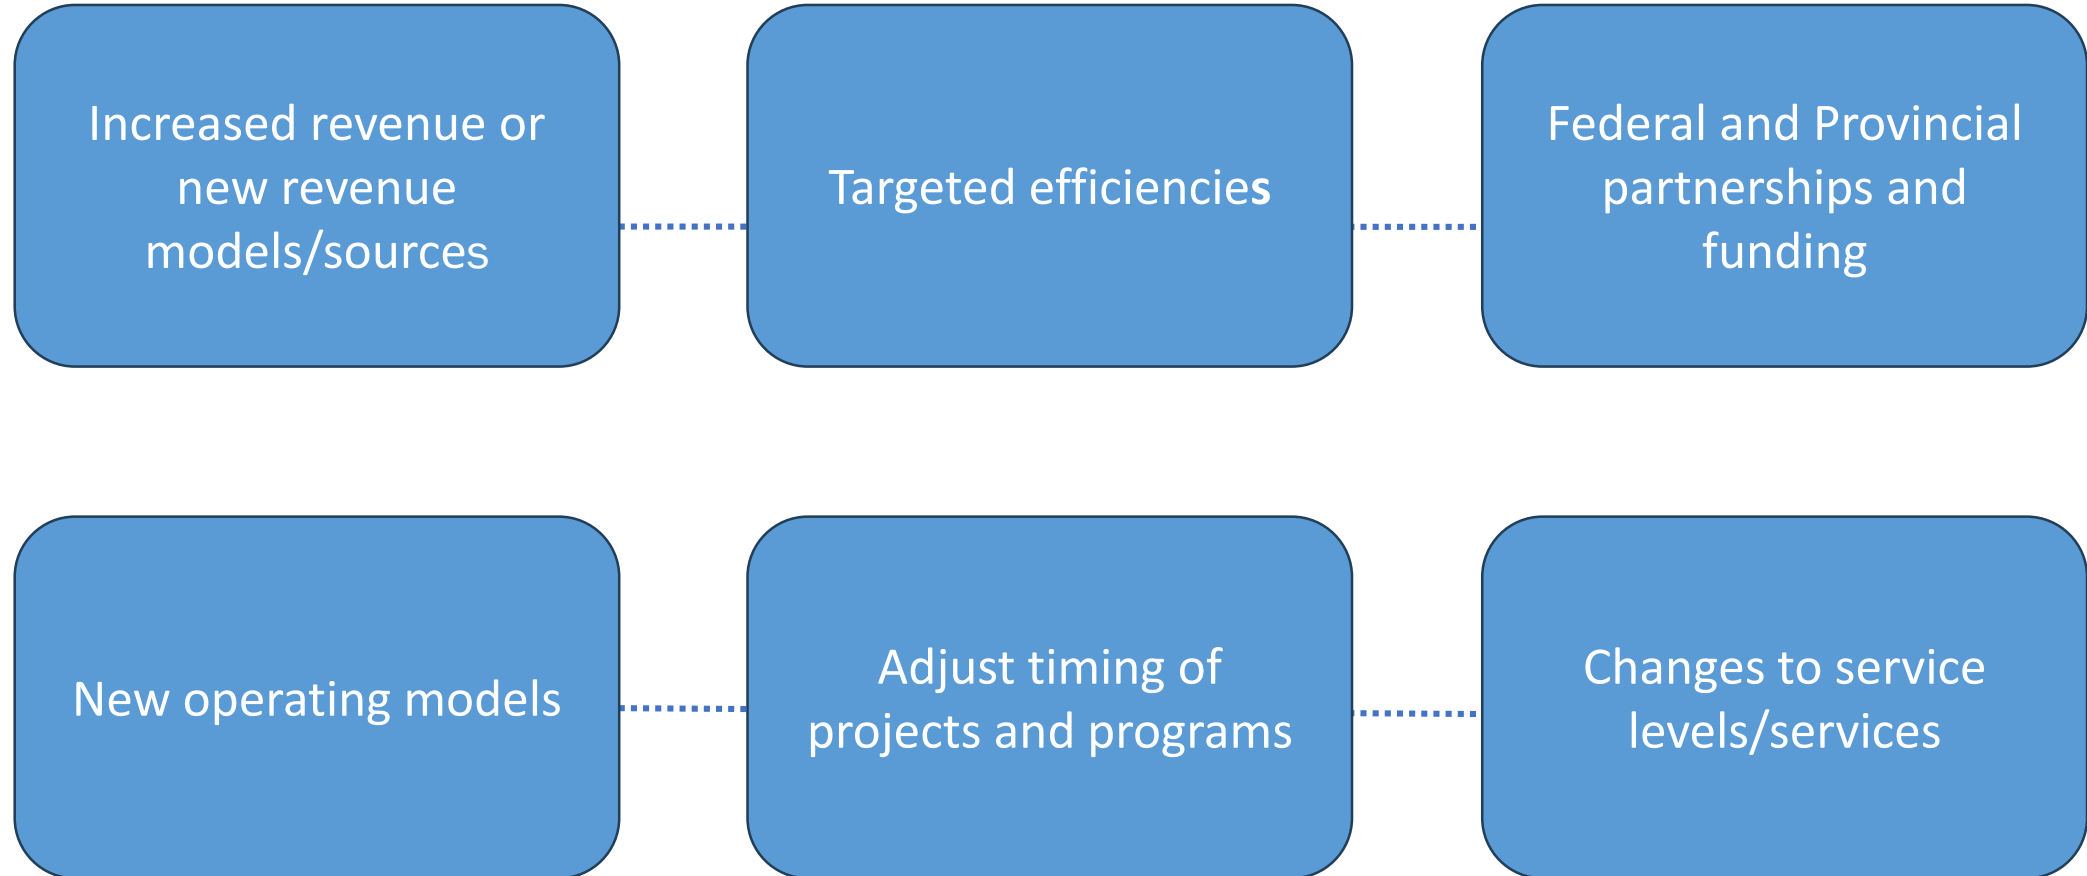 Increased revenue or
new revenue
models/sources
Targeted efficiencies
Federal and Provincial
partnerships and
funding
New operating models
Adjust timing of
projects and programs
Changes to service
levels/services